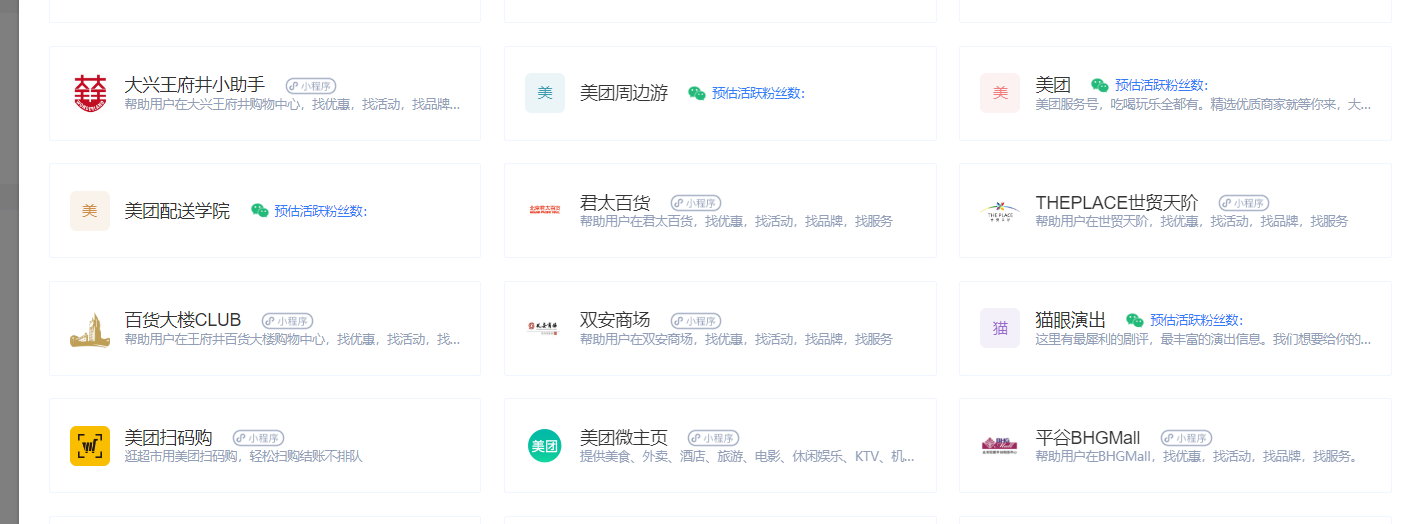 大兴王府井小助手 小程序
帮助用户在大兴王府井购物中心，找优惠，找活动，找品牌...
美 美团周边游 预估活跃粉丝数:
美 美团 预估活跃粉丝数:
美团服务号，吃喝玩乐全都有。精选优质商家就等你来，大...
美 美团配送学院 预估活跃粉丝数:
君太百货 小程序
帮助用户在君太百货，找优惠，找活动，找品牌，找服务
THE PLACE
THEPLACE世贸天阶 小程序
帮助用户在世贸天阶，找优惠，找活动，找品牌，找服务
百货大楼CLUB 小程序
帮助用户在王府井百货大楼购物中心，找优惠，找活动，找...
双安商场 小程序
帮助用户在双安商场，找优惠，找活动，找品牌，找服务
猫 猫眼演出 预估活跃粉丝数:
这里有最犀利的剧评，最丰富的演出信息。我们想要给你的...
美团扫码购 小程序
逛超市用美团扫码购，轻松扫购结账不排队
美团 美团微主页 小程序
提供美食、外卖、酒店、旅游、电影、休闲娱乐、KTV、机...
平谷BHGMall 小程序
帮助用户在BHGMall，找优惠，找活动，找品牌，找服务。